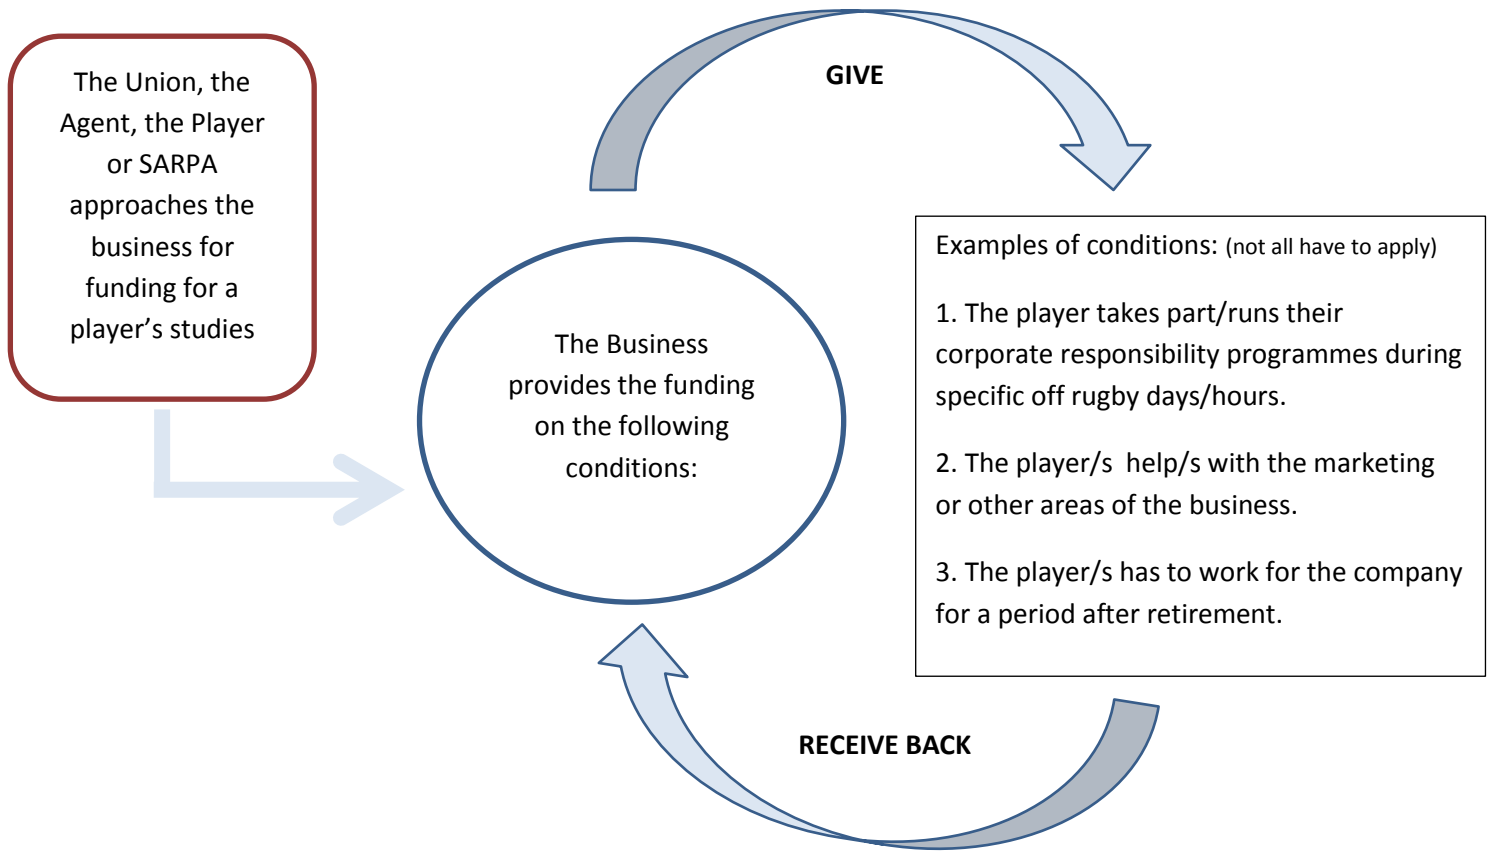 The Union, the
Agent, the Player
or SARPA
approaches the
business for
funding for a
player’s studies
GIVE
The Business
provides the funding
on the following
conditions:
Examples of conditions: (not all have to apply)
1. The player takes part/runs their
corporate responsibility programmes during
specific off rugby days/hours.
2. The player/s  help/s with the marketing
or other areas of the business.
3. The player/s has to work for the company
for a period after retirement.
RECEIVE BACK